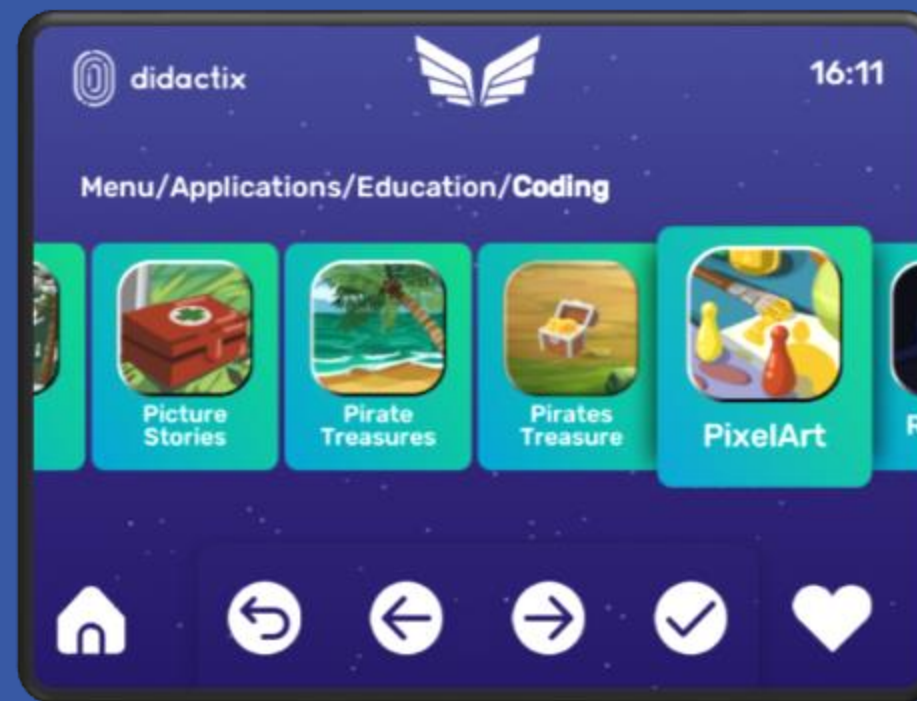 didactix
16:11
Menu/Applications/Education/Coding
Picture
Stories
Pirate
Treasures
Pirates
Treasure
PixelArt